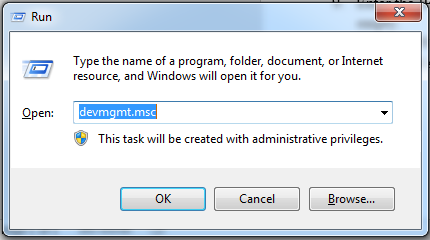 Run
Type the name of a program, folder, document, or Internet
resource, and Windows will open it for you.
Open: devmgmt.msc
This task will be created with administrative privileges.
OK Cancel Browse...